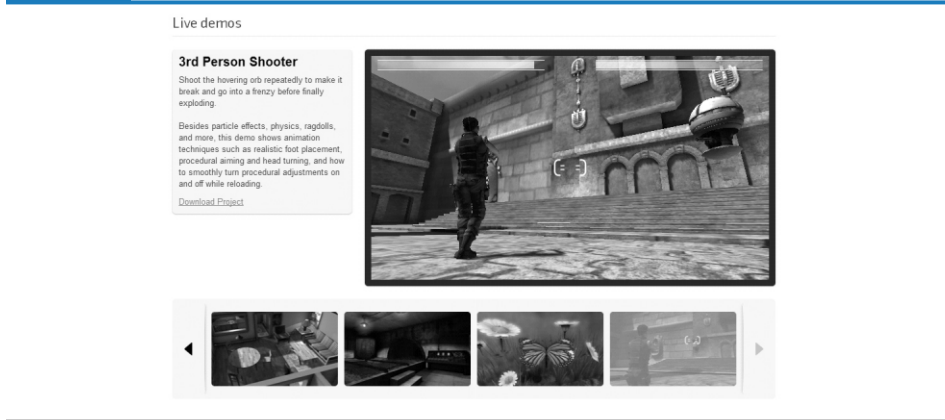 Live demos
3rd Person Shooter
Shoot the hovering orb repeatedly to make it
break and go into a frenzy before finally
exploding.
Besides particle effects, physics, ragdolls,
and more, this demo shows animation
techniques such as realistic foot placement,
procedural aiming and head turning, and how
to smoothly turn procedural adjustments on
and off while reloading.
Download Project